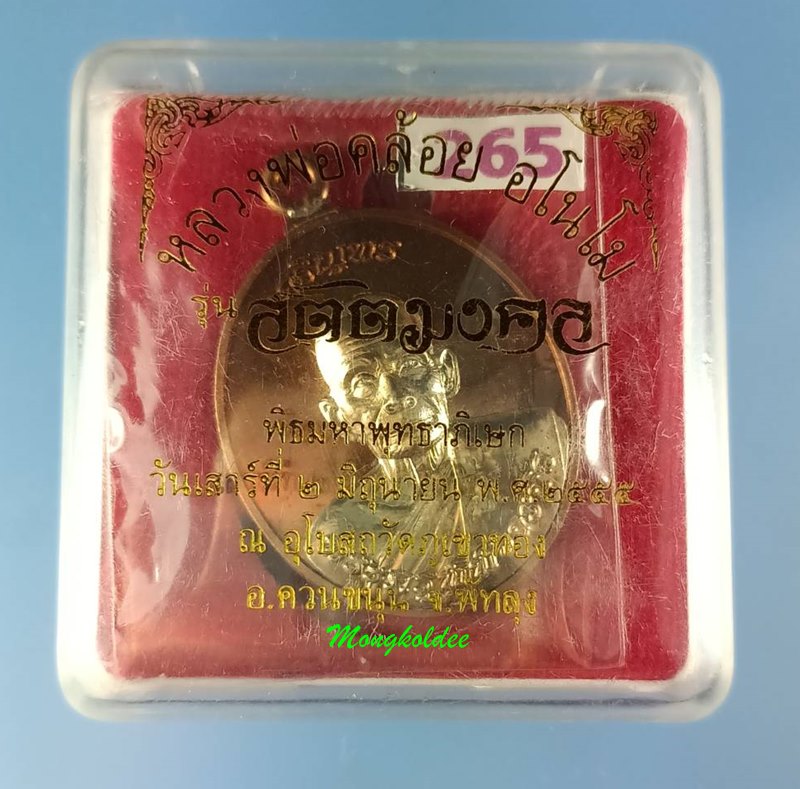 265
หลวงพ่อคล้อย อโนโม
รุ่น
พิธีมหาพุทธาภิเษก
วันเสาร์ที่ ๒ มิถุนายน พ.ศ.๒๕๕๕
ณ อุโบสถวัดภูเขาทอง
อ.ควนขนุน จ.พัทลุง
Mongkoldee